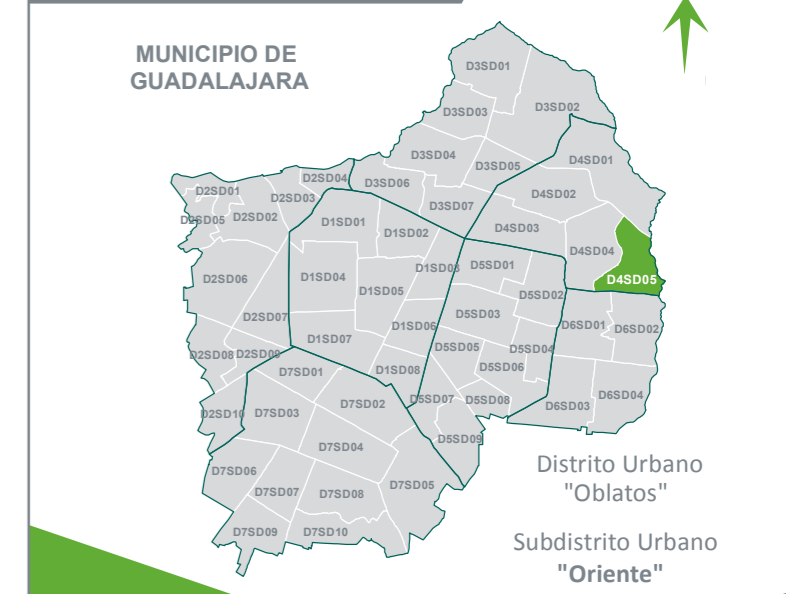 MUNICIPIO DE
GUADALAJARA
D3SD01
D3SD02
D3SD03
D3SD04
D3SD05
D4SD01
D2SD04
D3SD06
D2SD01
D2SD03
D4SD02
D3SD07
D2SD05
D2SD02
D1SD01
D1SD02
D4SD03
D4SD04
D1SD03
D5SD01
D2SD06
D1SD04
D4SD05
D1SD05
D5SD02
D2SD07
D5SD03
D1SD06
D6SD01
D6SD02
D1SD07
D5SD05
D5SD04
D2SD08
D2SD09
D5SD06
D7SD01
D1SD08
D6SD04
D5SD07
D5SD08
D7SD02
D6SD03
D2SD10
D7SD03
D5SD09
D7SD04
D7SD06
D7SD05
D7SD07
D7SD08
D7SD09
D7SD10
Distrito Urbano
"Oblatos"
Subdistrito Urbano
"Oriente"